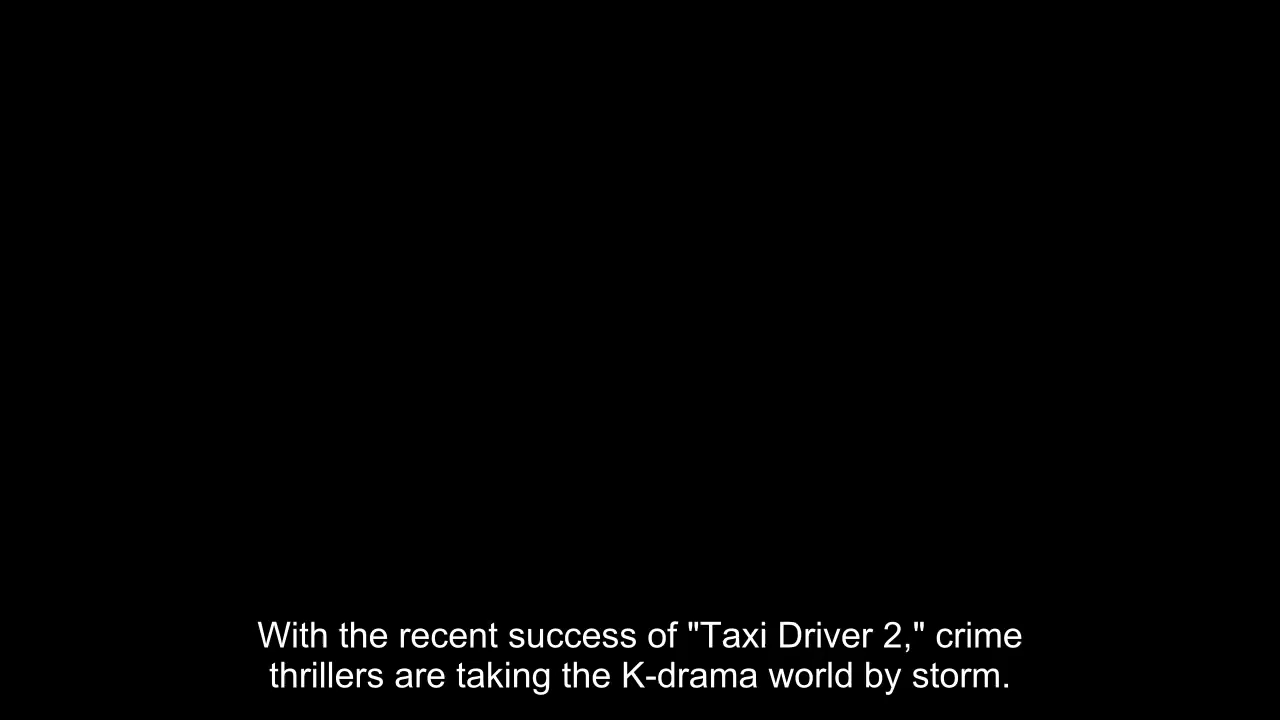 With the recent success of "Taxi Driver 2," crime
thrillers are taking the K-drama world by storm.